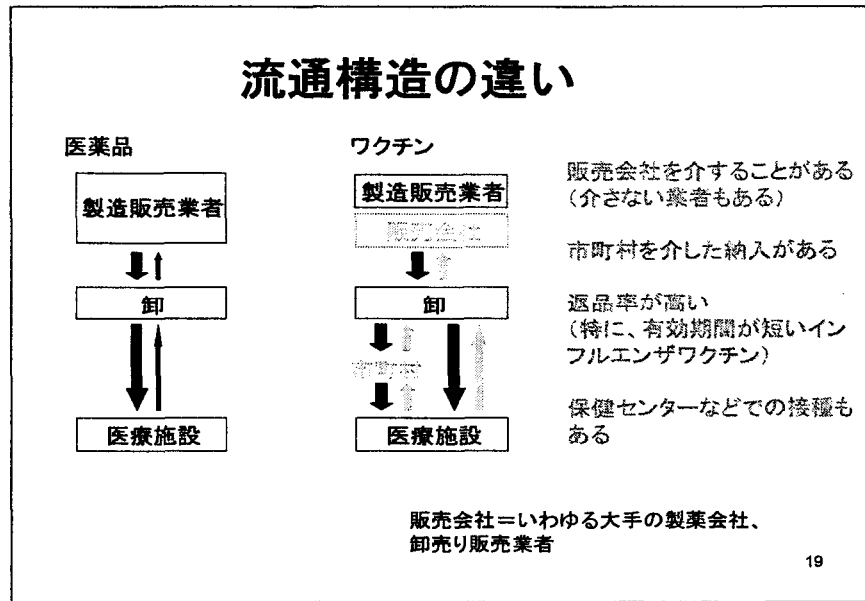 流通構造の違い
医薬品
製造販売業者
卸
医療施設
ワクチン
製造販売業者
販売会社
卸
市町村
医療施設
販売会社を介することがある
（介さない業者もある）
市町村を介した納入がある
返品率が高い
（特に、有効期間が短いイン
フルエンザワクチン）
保健センターなどでの接種も
ある
販売会社＝いわゆる大手の製薬会社、
卸売り販売業者
19